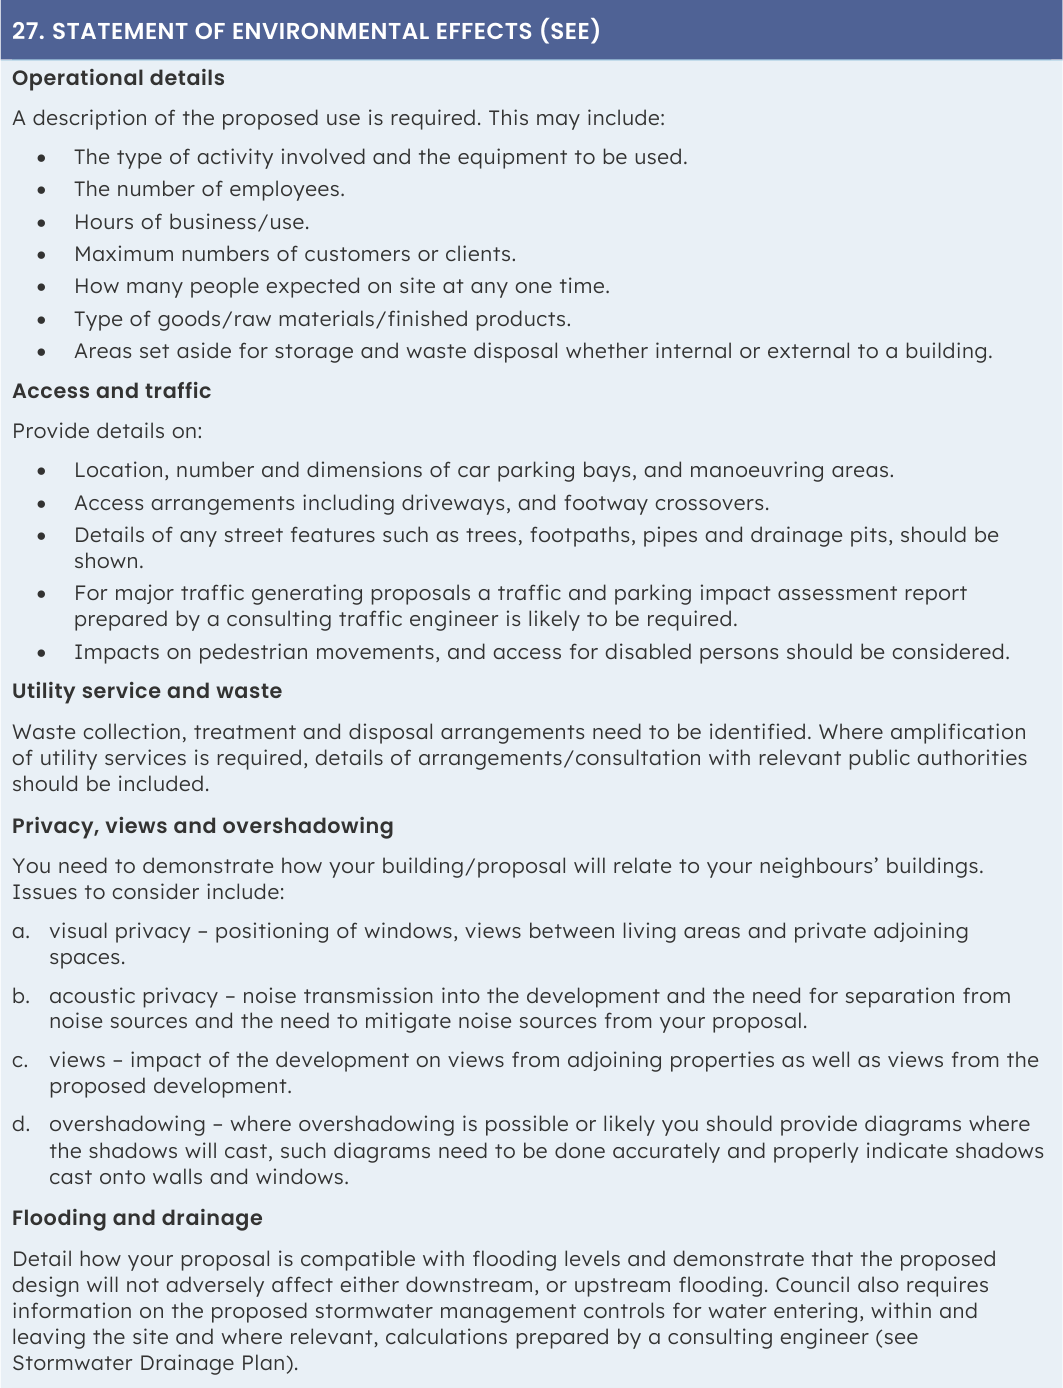 27. STATEMENT OF ENVIRONMENTAL EFFECTS (SEE)
Operational details
A description of the proposed use is required. This may include:
• The type of activity involved and the equipment to be used.
• The number of employees.
• Hours of business/use.
• Maximum numbers of customers or clients.
• How many people expected on site at any one time.
• Type of goods/raw materials/finished products.
• Areas set aside for storage and waste disposal whether internal or external to a building.
Access and traffic
Provide details on:
• Location, number and dimensions of car parking bays, and manoeuvring areas.
• Access arrangements including driveways, and footway crossovers.
• Details of any street features such as trees, footpaths, pipes and drainage pits, should be
shown.
• For major traffic generating proposals a traffic and parking impact assessment report
prepared by a consulting traffic engineer is likely to be required.
• Impacts on pedestrian movements, and access for disabled persons should be considered.
Utility service and waste
Waste collection, treatment and disposal arrangements need to be identified. Where amplification
of utility services is required, details of arrangements/consultation with relevant public authorities
should be included.
Privacy, views and overshadowing
You need to demonstrate how your building/proposal will relate to your neighbours’ buildings.
Issues to consider include:
a. visual privacy – positioning of windows, views between living areas and private adjoining
spaces.
b. acoustic privacy – noise transmission into the development and the need for separation from
noise sources and the need to mitigate noise sources from your proposal.
c. views – impact of the development on views from adjoining properties as well as views from the
proposed development.
d. overshadowing – where overshadowing is possible or likely you should provide diagrams where
the shadows will cast, such diagrams need to be done accurately and properly indicate shadows
cast onto walls and windows.
Flooding and drainage
Detail how your proposal is compatible with flooding levels and demonstrate that the proposed
design will not adversely affect either downstream, or upstream flooding. Council also requires
information on the proposed stormwater management controls for water entering, within and
leaving the site and where relevant, calculations prepared by a consulting engineer (see
Stormwater Drainage Plan).